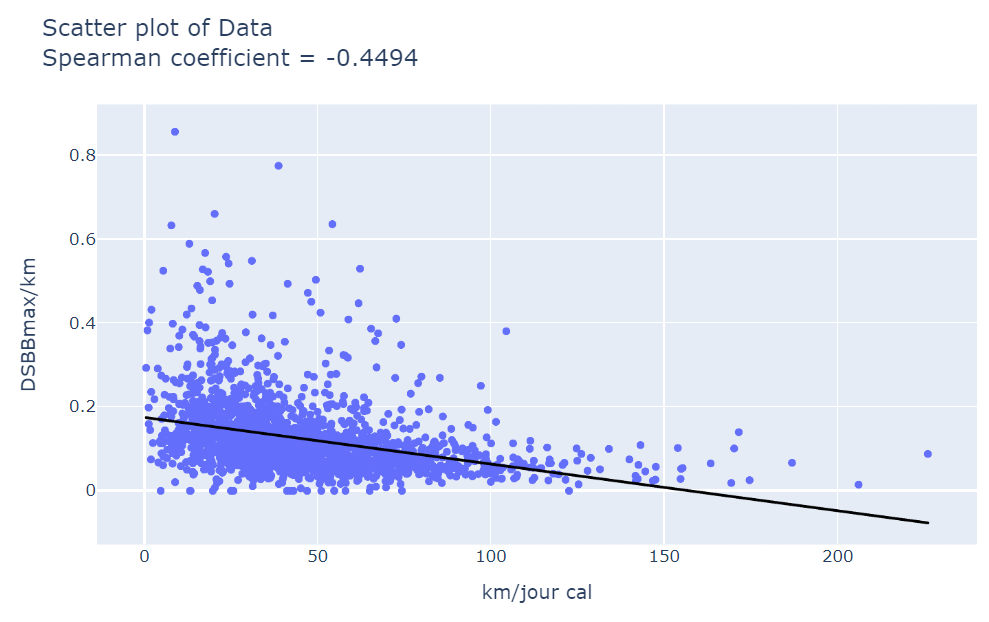 Scatter plot of Data
Spearman coefficient = -0.4494
0.8
0.6
0.4
0.2
0
DSBBmax/km
0 50 100 150 200
km/jour cal